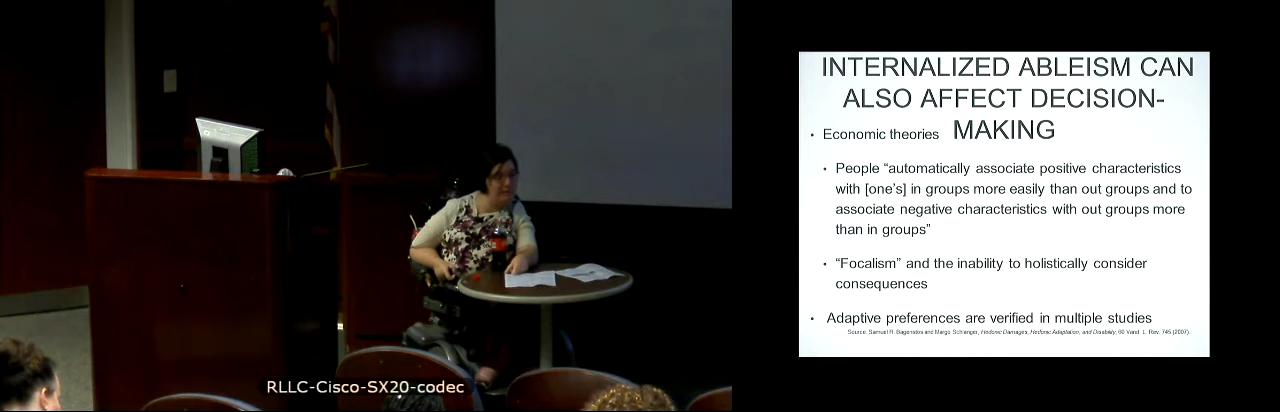 INTERNALIZED ABLEISM CAN
ALSO AFFECT DECISION-
MAKING
• Economic theories
• People “automatically associate positive characteristics
with [one’s] in groups more easily than out groups and to
associate negative characteristics with out groups more
than in groups”
• “Focalism” and the inability to holistically consider
consequences
• Adaptive preferences are verified in multiple studies
Source: Samuel R. Bagenstos and Margo Schlanger, Hedonic Damages, Hedonic Adaptation, and Disability, 60 Vand. L. Rev. 745 (2007).
RLLC-Cisco-SX20-codec